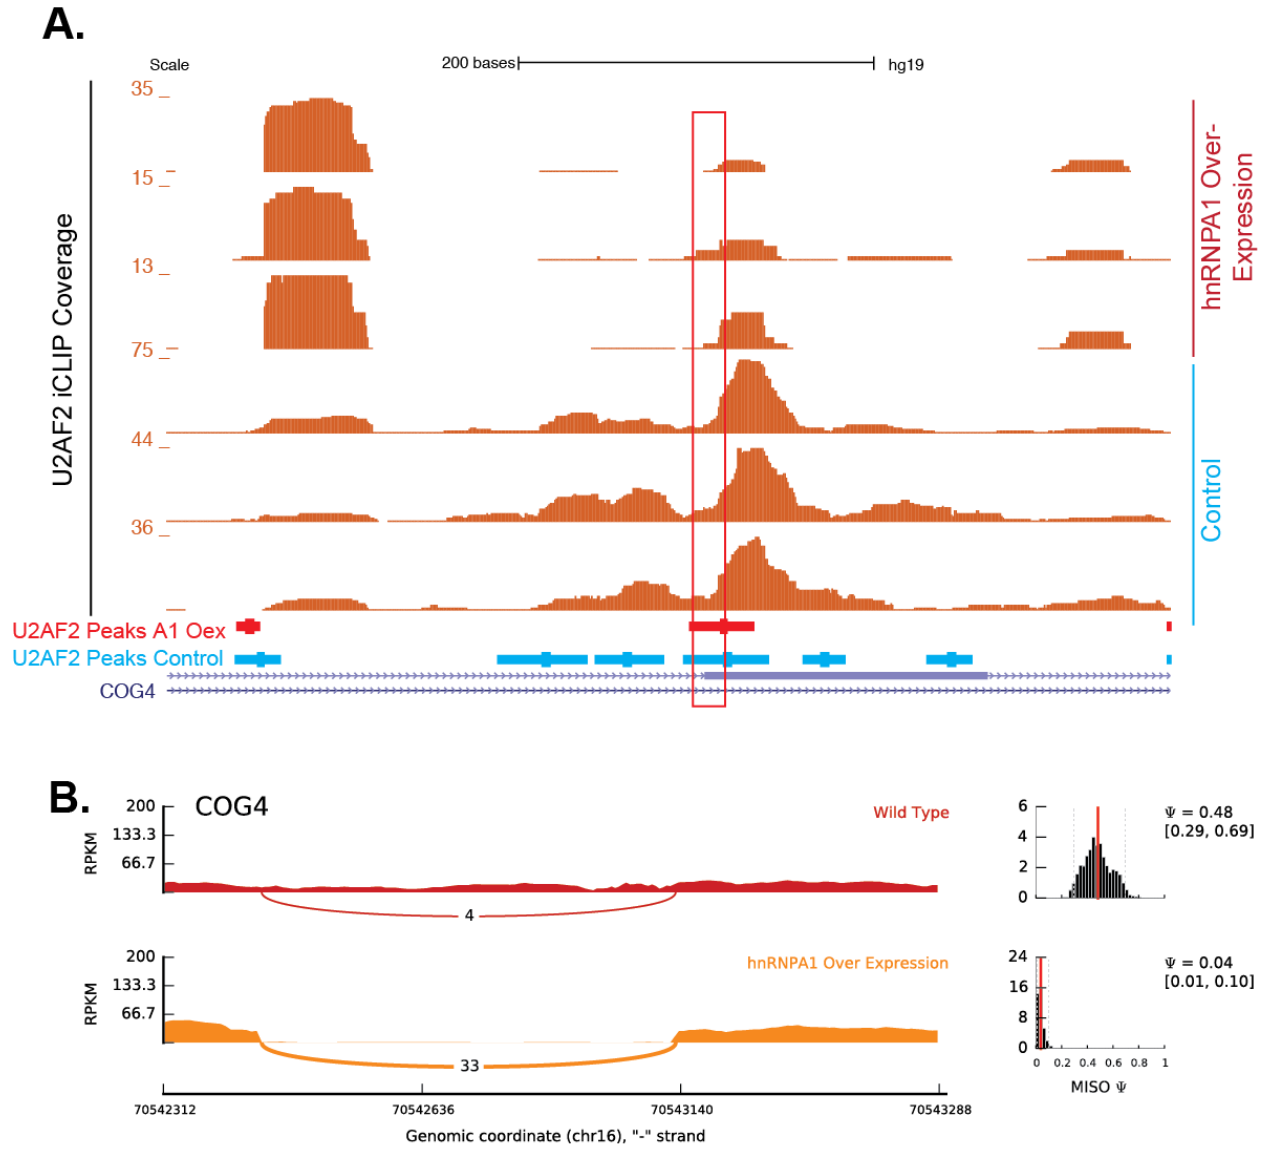 A.
Scale
200 bases
hg19
35
15
13
75
44
36
U2AF2 iCLIP Coverage
hnRNPA1 Over-
Expression
Control
U2AF2 Peaks A1 Oex
U2AF2 Peaks Control
COG4
B.
COG4
Wild Type
200
133.3
66.7
RPKM
4
6
4
2
0
Ψ = 0.48
[0.29, 0.69]
hnRNPA1 Over Expression
200
133.3
66.7
RPKM
33
24
16
8
0
Ψ = 0.04
[0.01, 0.10]
0 0.2 0.4 0.6 0.8 1
MISO Ψ
70542312 70542636 70543140 70543288
Genomic coordinate (chr16), "-" strand